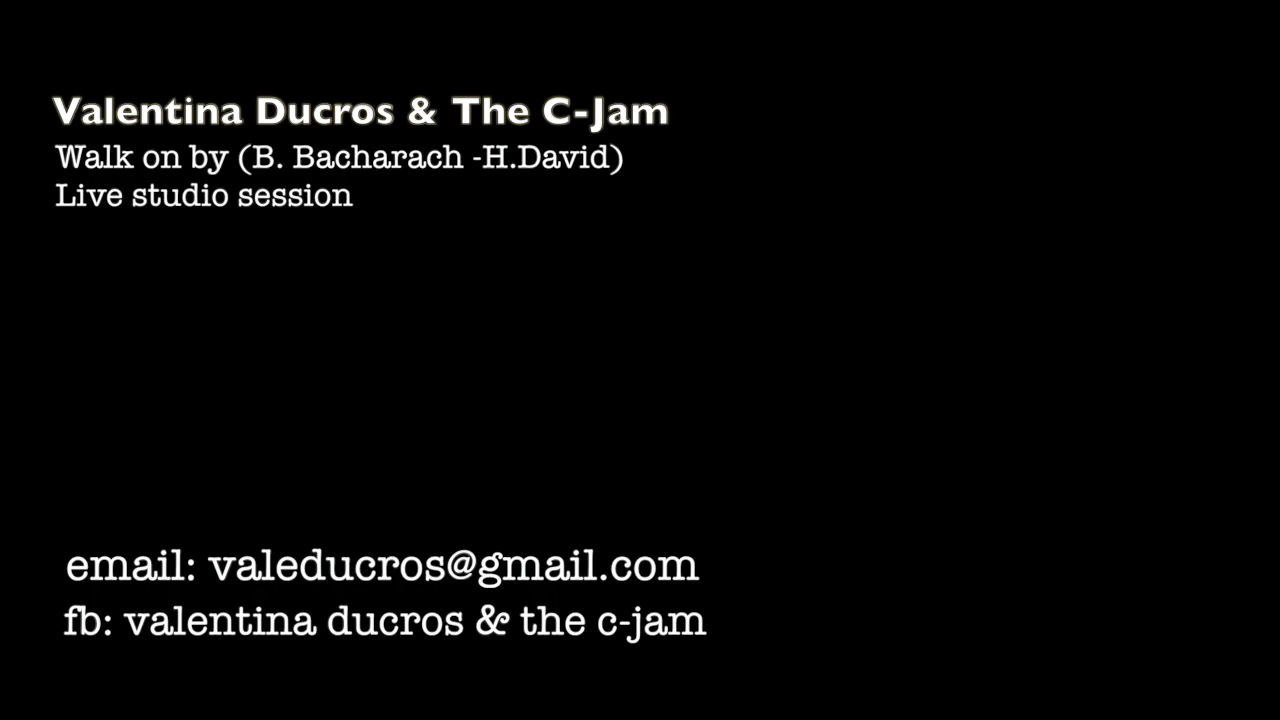 Valentina Ducros & The C-Jam
Walk on by (B. Bacharach -H.David)
Live studio session
email: valeducros@gmail.com
fb: valentina ducros & the c-jam